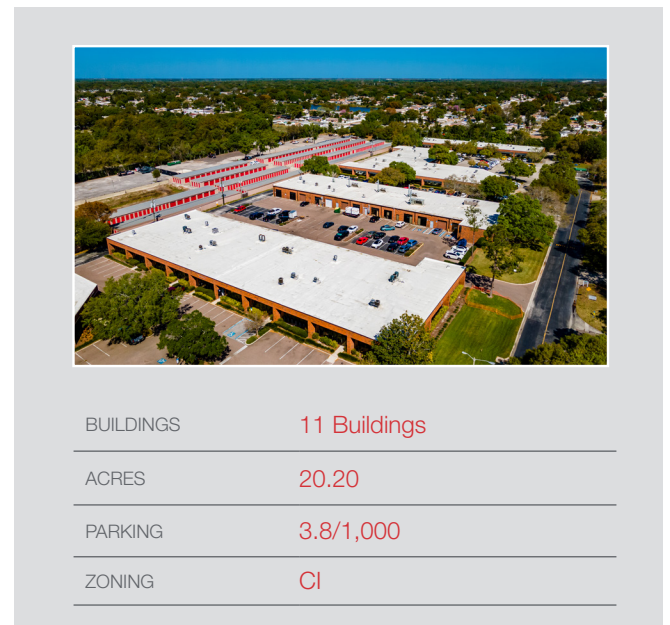 BUILDINGS 11 Buildings
ACRES 20.20
PARKING 3.8/1,000
ZONING CI